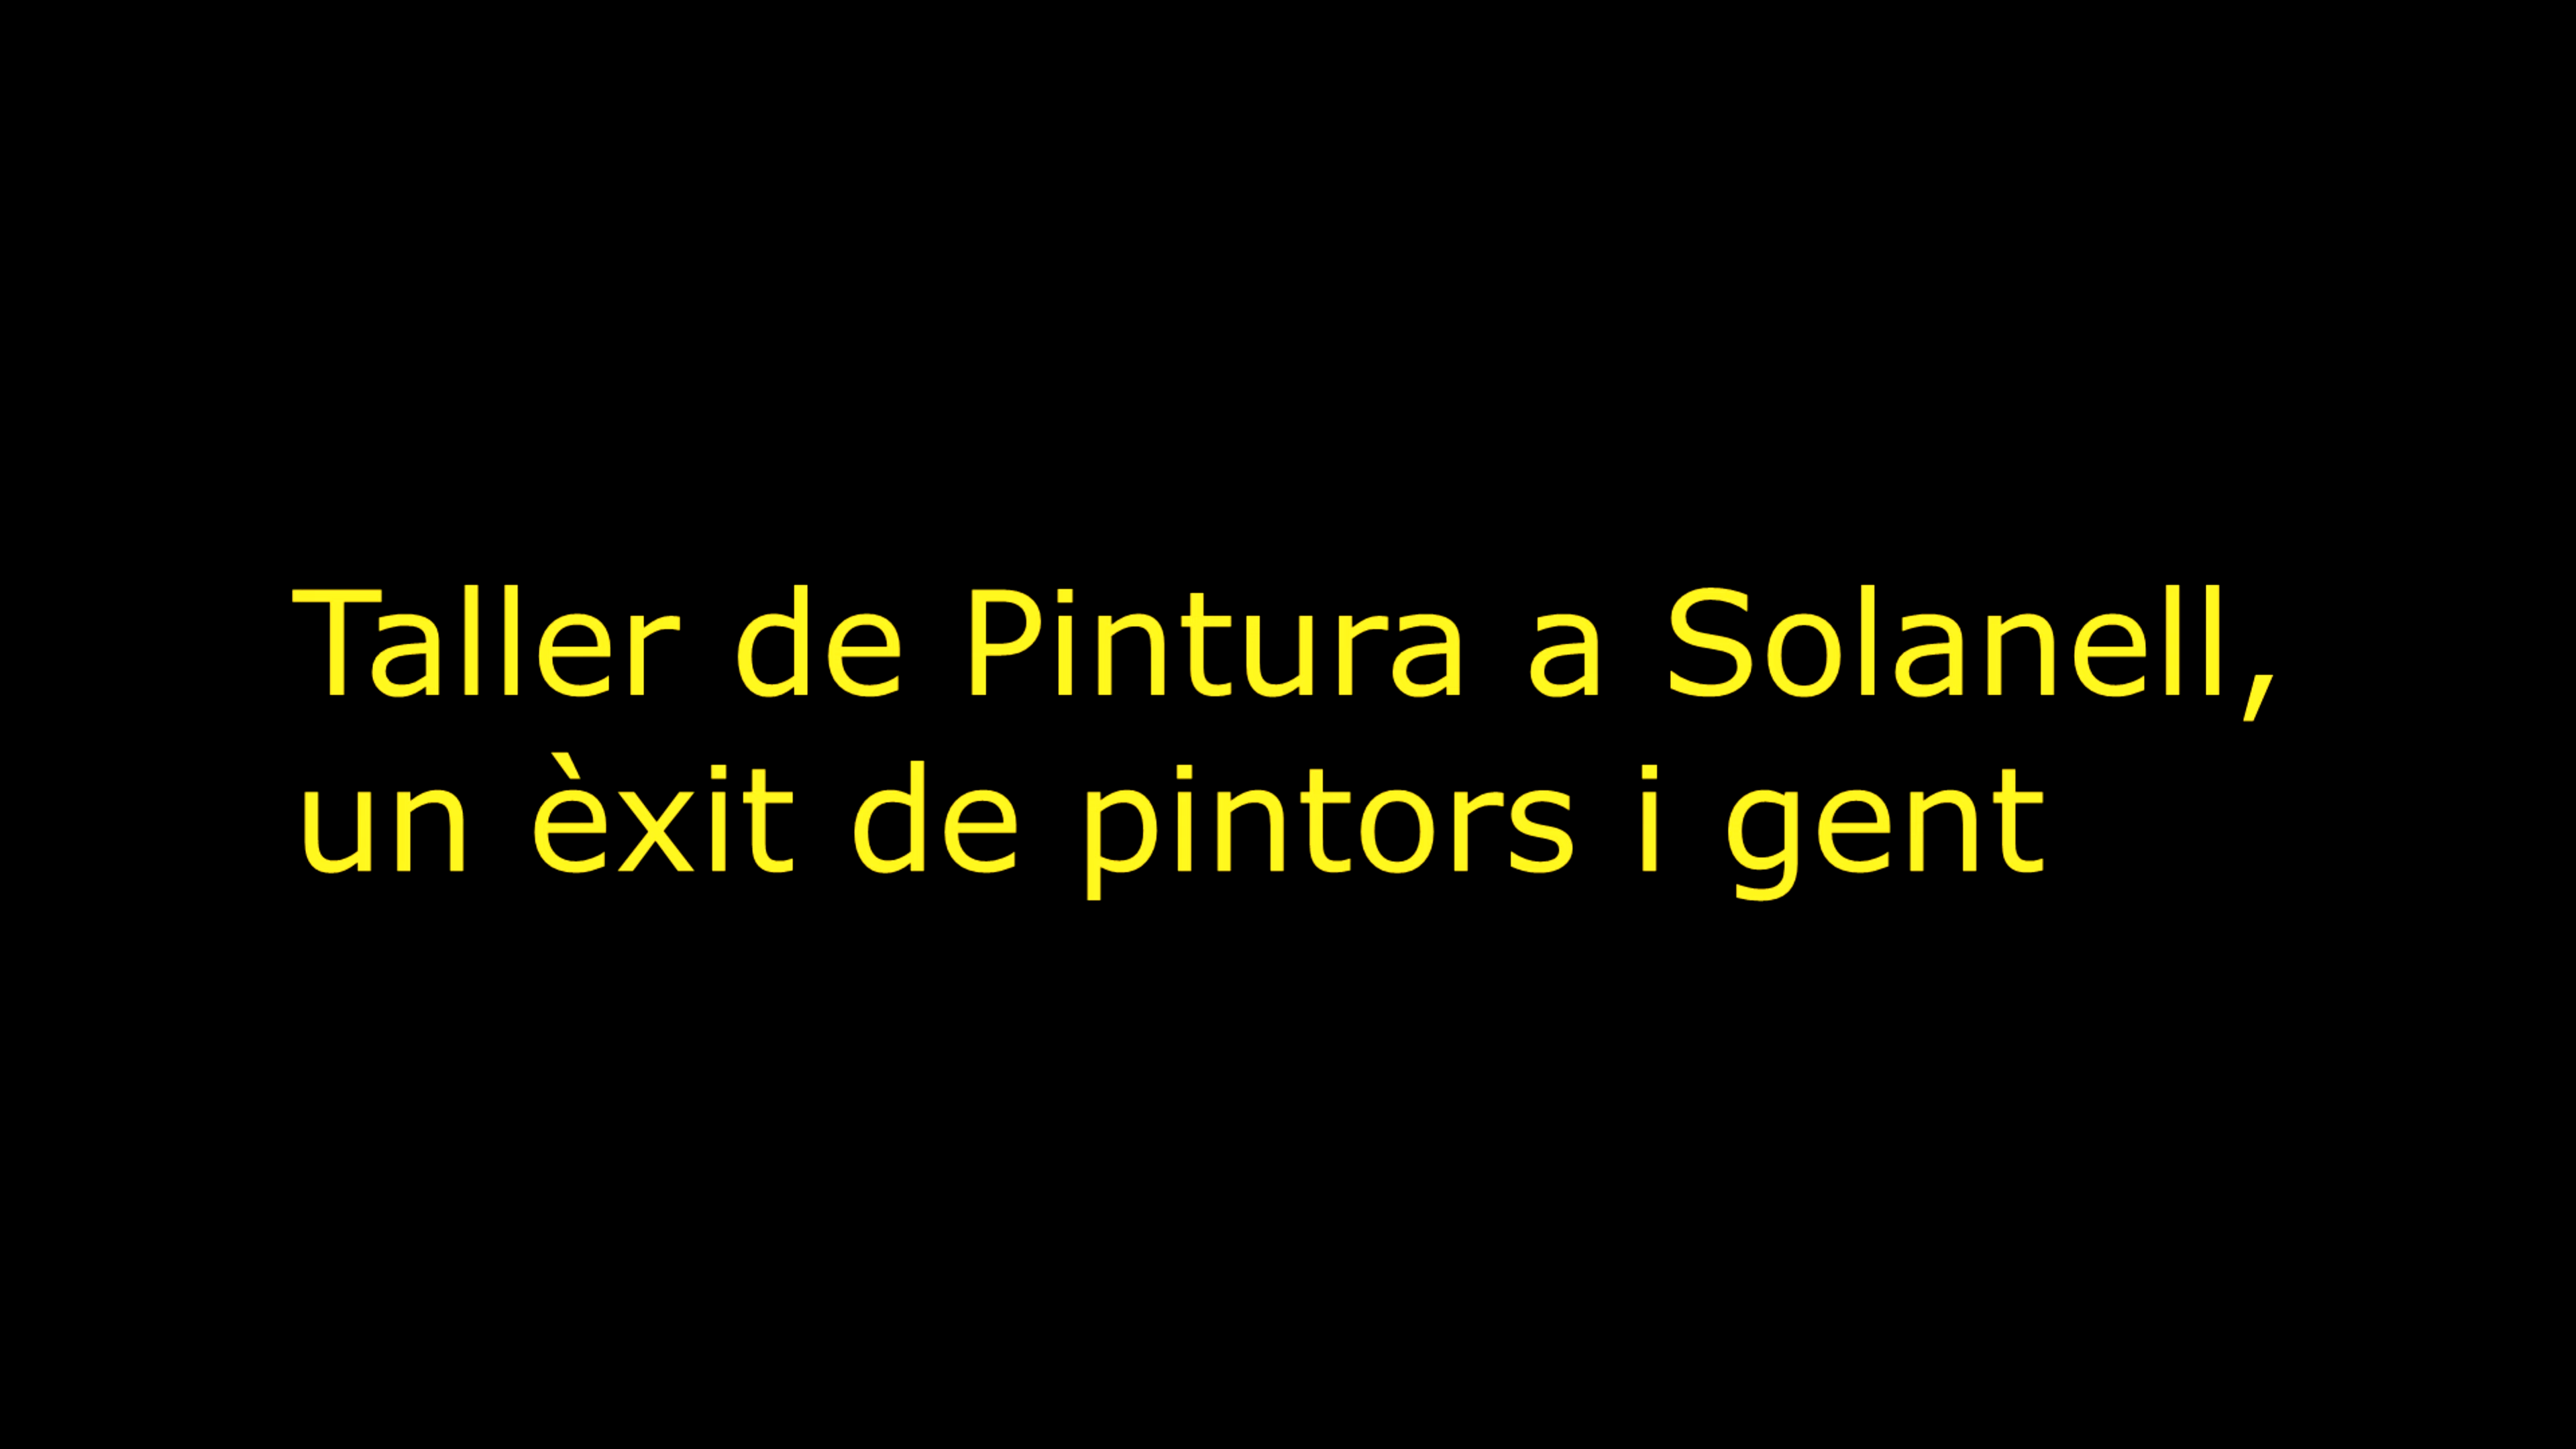 Taller de Pintura a Solanell,
un èxit de pintors i gent